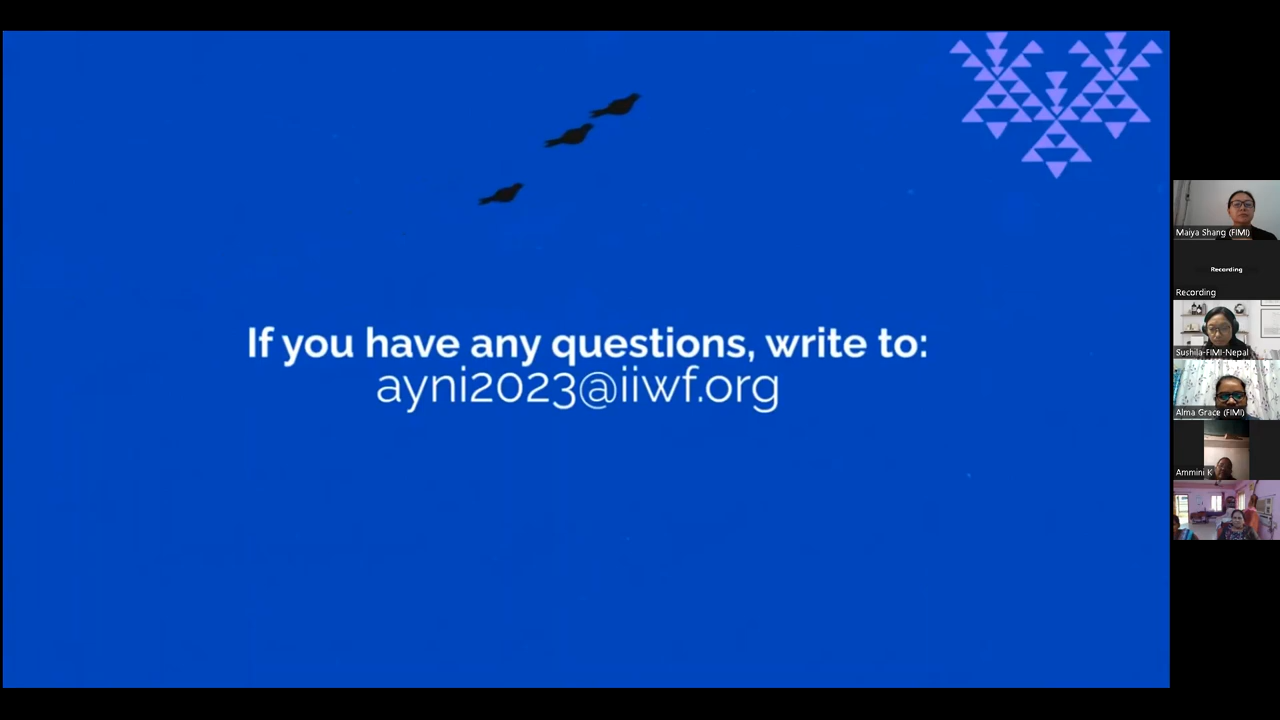 If you have any questions, write to:
ayni2023@iiwf.org
Maiya Shang (FIMI)
Recording
Recording
Sushila-FIMI-Nepal
Alma Grace (FIMI)
Ammini K